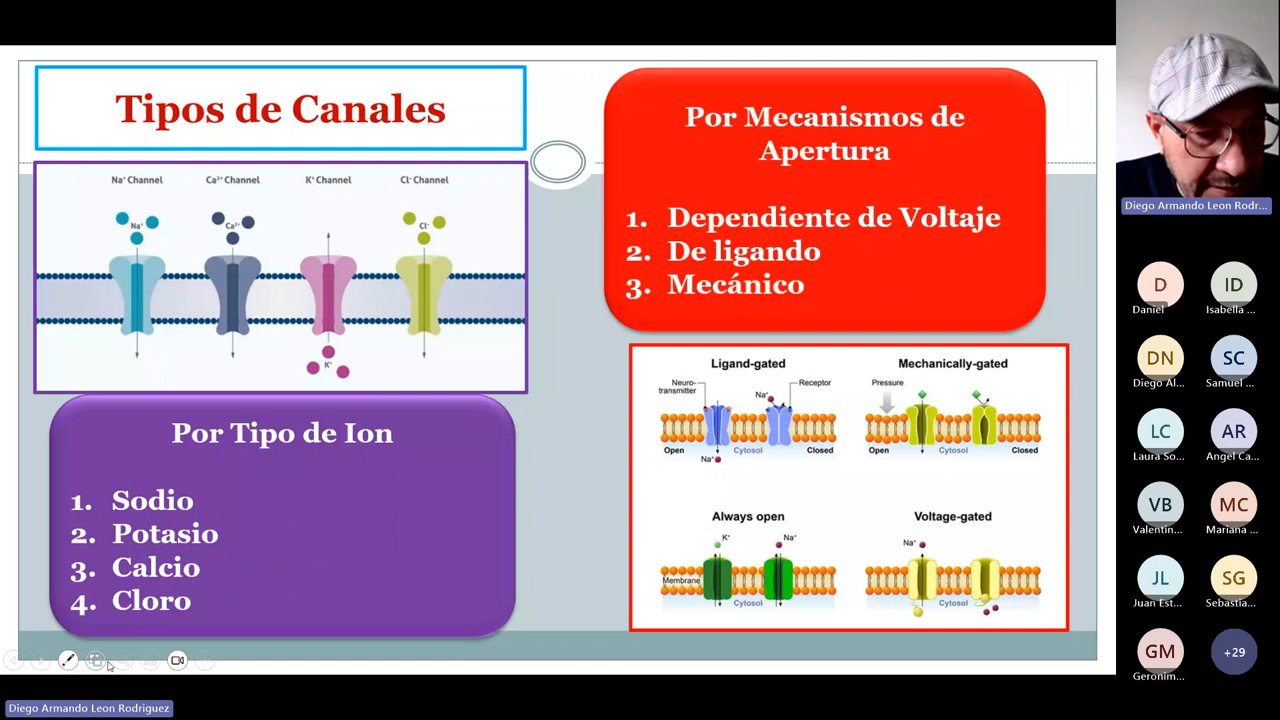 Tipos de Canales
Na⁺ Channel
Ca²⁺ Channel
K⁺ Channel
Cl⁻ Channel
Na⁺
Ca²⁺
Cl⁻
K⁺
Por Tipo de Ion
1. Sodio
2. Potasio
3. Calcio
4. Cloro
Por Mecanismos de
Apertura
1. Dependiente de Voltaje
2. De ligando
3. Mecánico
Ligand-gated
Neuro-
transmitter
Na⁺
Receptor
Open
Cytosol
Closed
Na⁺
Mechanically-gated
Pressure
Open
Cytosol
Closed
Always open
K⁺
Na⁺
Membrane
Cytosol
Voltage-gated
Na⁺
Cytosol
Diego Armando Leon Rodr...
D
Daniel
ID
Isabella ...
DN
Diego Al...
SC
Samuel ...
LC
Laura So...
AR
Angel Ca...
VB
Valentin...
MC
Mariana ...
JL
Juan Est...
SG
Sebastia...
GM
Geronim...
+29
Diego Armando Leon Rodriguez